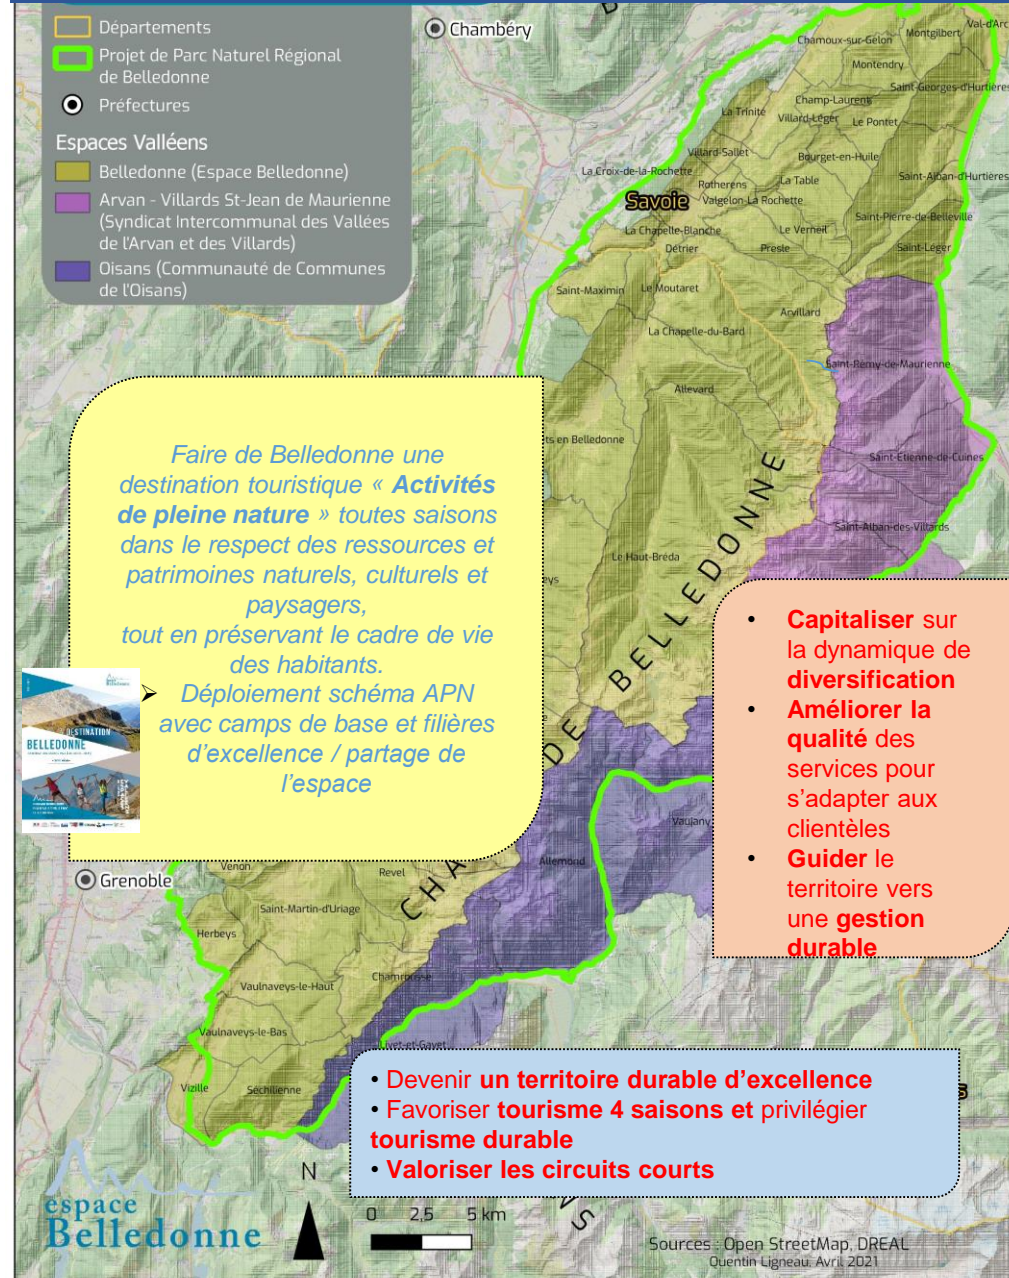 Départements
Projet de Parc Naturel Régional
de Belledonne
Préfectures
Espaces Valléens
Belledonne (Espace Belledonne)
Arvan - Villards St-Jean de Maurienne
(Syndicat Intercommunal des Vallées
de l'Arvan et des Villards)
Oisans (Communauté de Communes
de l'Oisans)
Chambéry
B
Val-d'Arc
Montgilbert
Chamoux-sur-Gelon
Montendry
Saint-Georges-d'Hurtières
Champ-Laurent
La Trinité
Villard-Léger
Le Pontet
Villard-Sallet
Bourget-en-Huile
La Croix-de-la-Rochette
Rotherens
La Table
Saint-Alban-d'Hurtières
Savoie
Valgelon-La Rochette
Saint-Pierre-de-Belleville
La Chapelle-Blanche
Le Verneil
Détrier
Presle
Saint-Léger
Saint-Maximin
Le Moutaret
Arvillard
La Chapelle-du-Bard
Saint-Rémy-de-Maurienne
Allevard
ts en Belledonne
Saint-Etienne-de-Cuines
Saint-Alban-des-Villards
Le Haut-Bréda
eys
CHA DE BELLEDONNE
Faire de Belledonne une
destination touristique « Activités
de pleine nature » toutes saisons
dans le respect des ressources et
patrimoines naturels, culturels et
paysagers,
tout en préservant le cadre de vie
des habitants.
➢ Déploiement schéma APN
avec camps de base et filières
d'excellence / partage de
l'espace
espace
Belledonne
DESTINATION
BELLEDONNE
• Capitaliser sur
la dynamique de
diversification
• Améliorer la
qualité des
services pour
s'adapter aux
clientèles
• Guider le
territoire vers
une gestion
durable
Vaujany
Allemond
Venon
Revel
Grenoble
Saint-Martin-d'Uriage
Herbeys
Chamrousse
Vaulnaveys-le-Haut
Vaulnaveys-le-Bas
Livet-et-Gavet
Vizille
Séchilienne
• Devenir un territoire durable d'excellence
• Favoriser tourisme 4 saisons et privilégier
tourisme durable
• Valoriser les circuits courts
s
espace
Belledonne
N
0 2,5 5 km
S
Sources : Open StreetMap, DREAL
Quentin Ligneau, Avril 2021